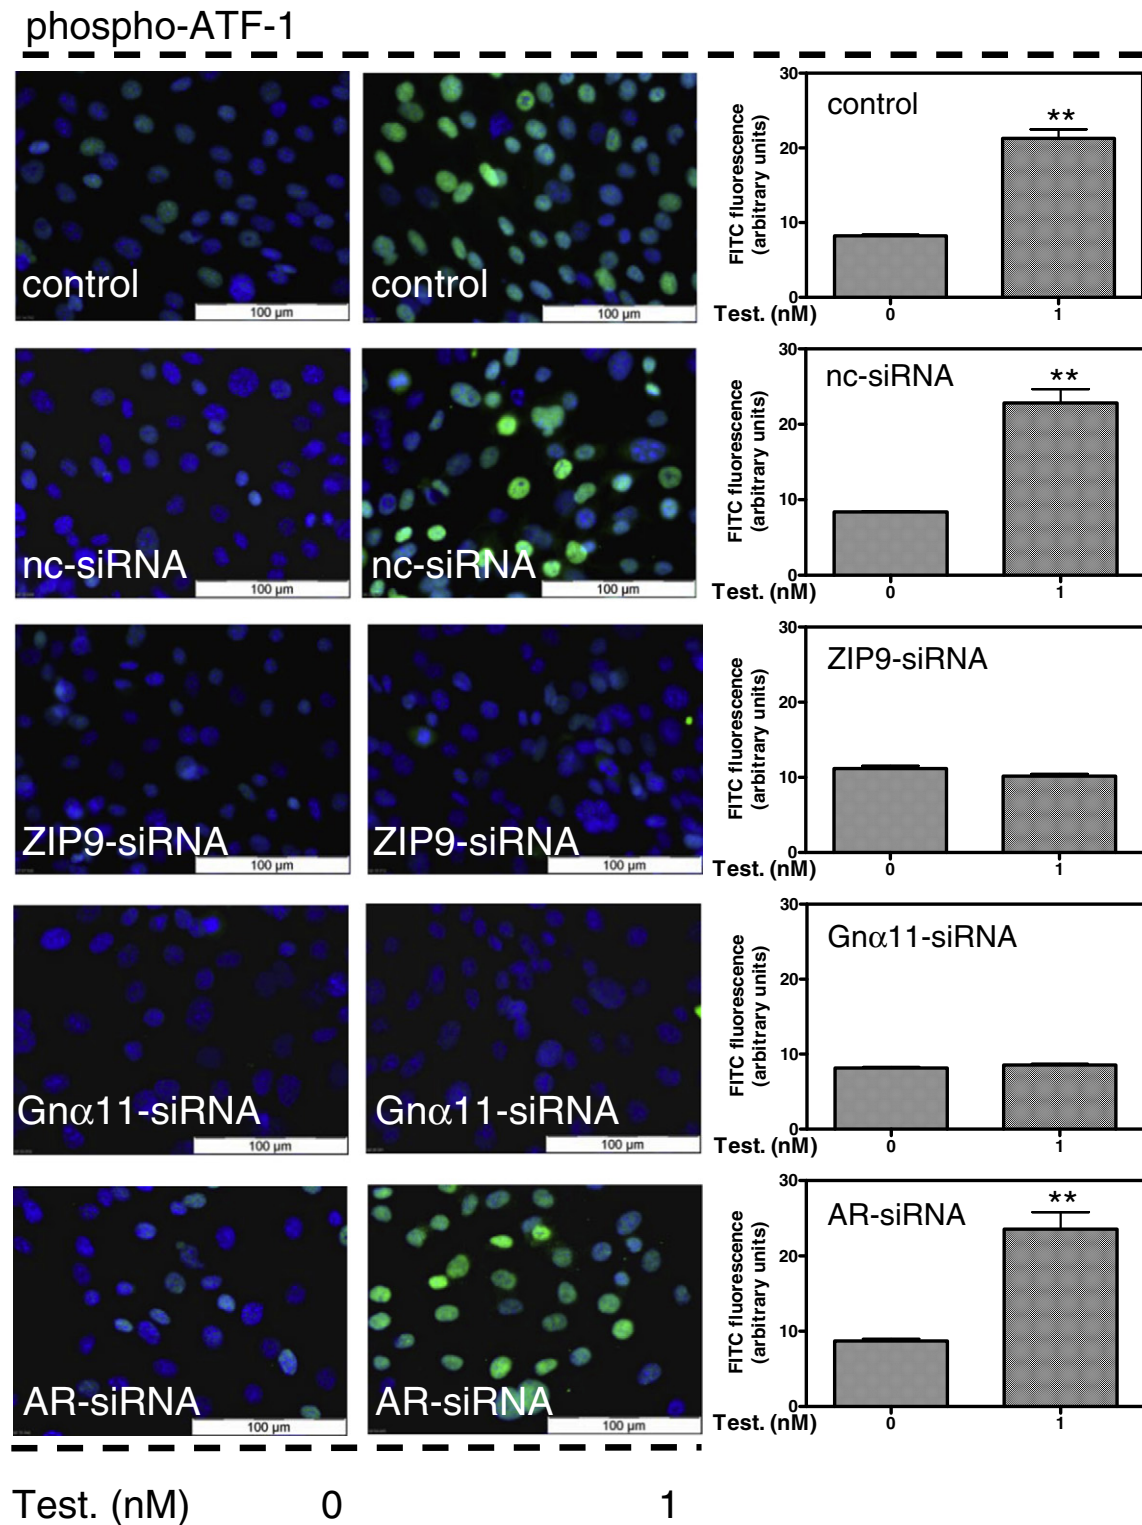 phospho-ATF-1
control
100 µm
control
100 µm
FITC fluorescence
(arbitrary units)
30
20
10
0
control
**
Test. (nM)
0
1
nc-siRNA
100 µm
nc-siRNA
100 µm
FITC fluorescence
(arbitrary units)
30
20
10
0
nc-siRNA
**
Test. (nM)
0
1
ZIP9-siRNA
100 µm
ZIP9-siRNA
100 µm
FITC fluorescence
(arbitrary units)
30
20
10
0
ZIP9-siRNA
Test. (nM)
0
1
Gnα11-siRNA
100 µm
Gnα11-siRNA
100 µm
FITC fluorescence
(arbitrary units)
30
20
10
0
Gnα11-siRNA
Test. (nM)
0
1
AR-siRNA
100 µm
AR-siRNA
100 µm
FITC fluorescence
(arbitrary units)
30
20
10
0
AR-siRNA
**
Test. (nM)
0
1
Test. (nM) 0 1